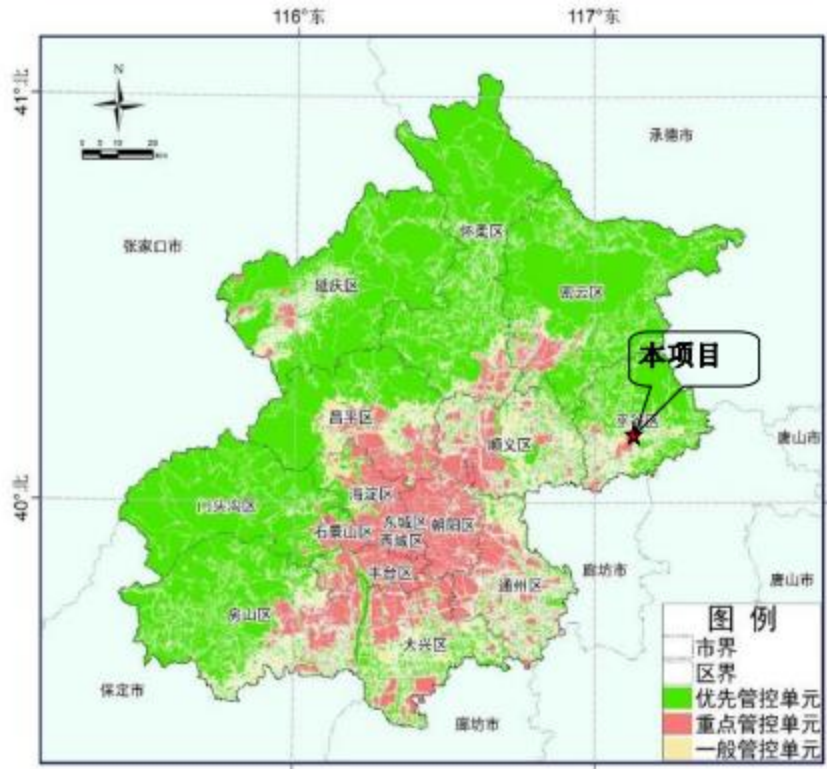 116°东
117°东
41°北
N
0 5 10 20
承德市
怀柔区
张家口市
延庆区
密云区
本项目
昌平区
平谷区
顺义区
唐山市
40°北
海淀区
门头沟区
东城区
朝阳区
石景山区
西城区
廊坊市
丰台区
通州区
唐山市
房山区
大兴区
保定市
廊坊市
图 例
市界
区界
优先管控单元
重点管控单元
一般管控单元